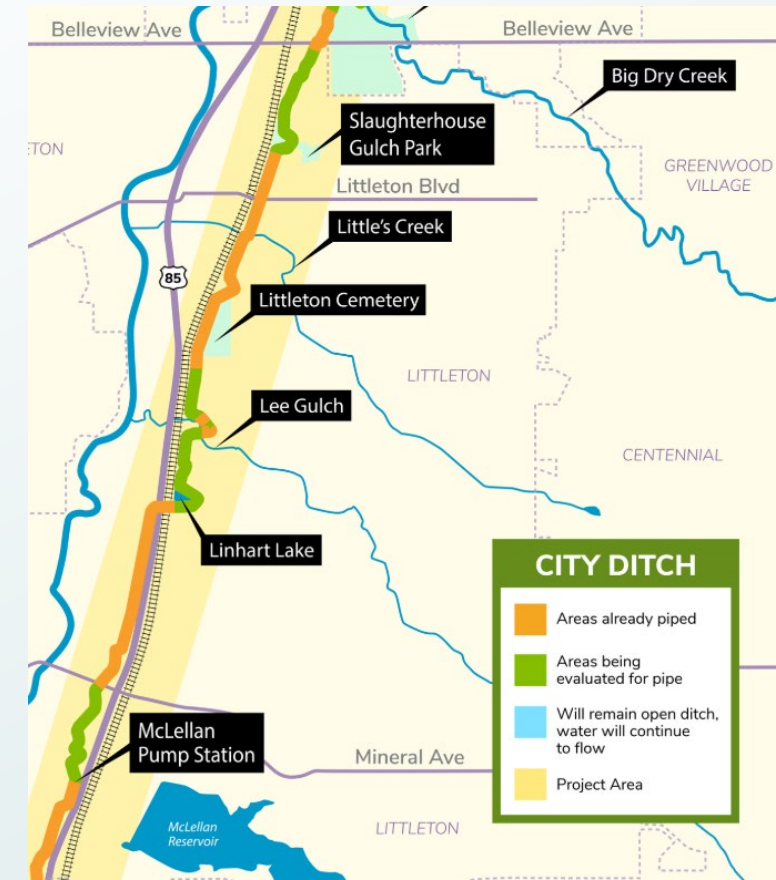 Belleview Ave
Belleview Ave
Big Dry Creek
Slaughterhouse
Gulch Park
TON
GREENWOOD
VILLAGE
Littleton Blvd
Little's Creek
85
Littleton Cemetery
LITTLETON
Lee Gulch
CENTENNIAL
Linhart Lake
CITY DITCH
Areas already piped
Areas being
evaluated for pipe
Will remain open ditch,
water will continue
to flow
Project Area
McLellan
Pump Station
Mineral Ave
McLellan
Reservoir
LITTLETON